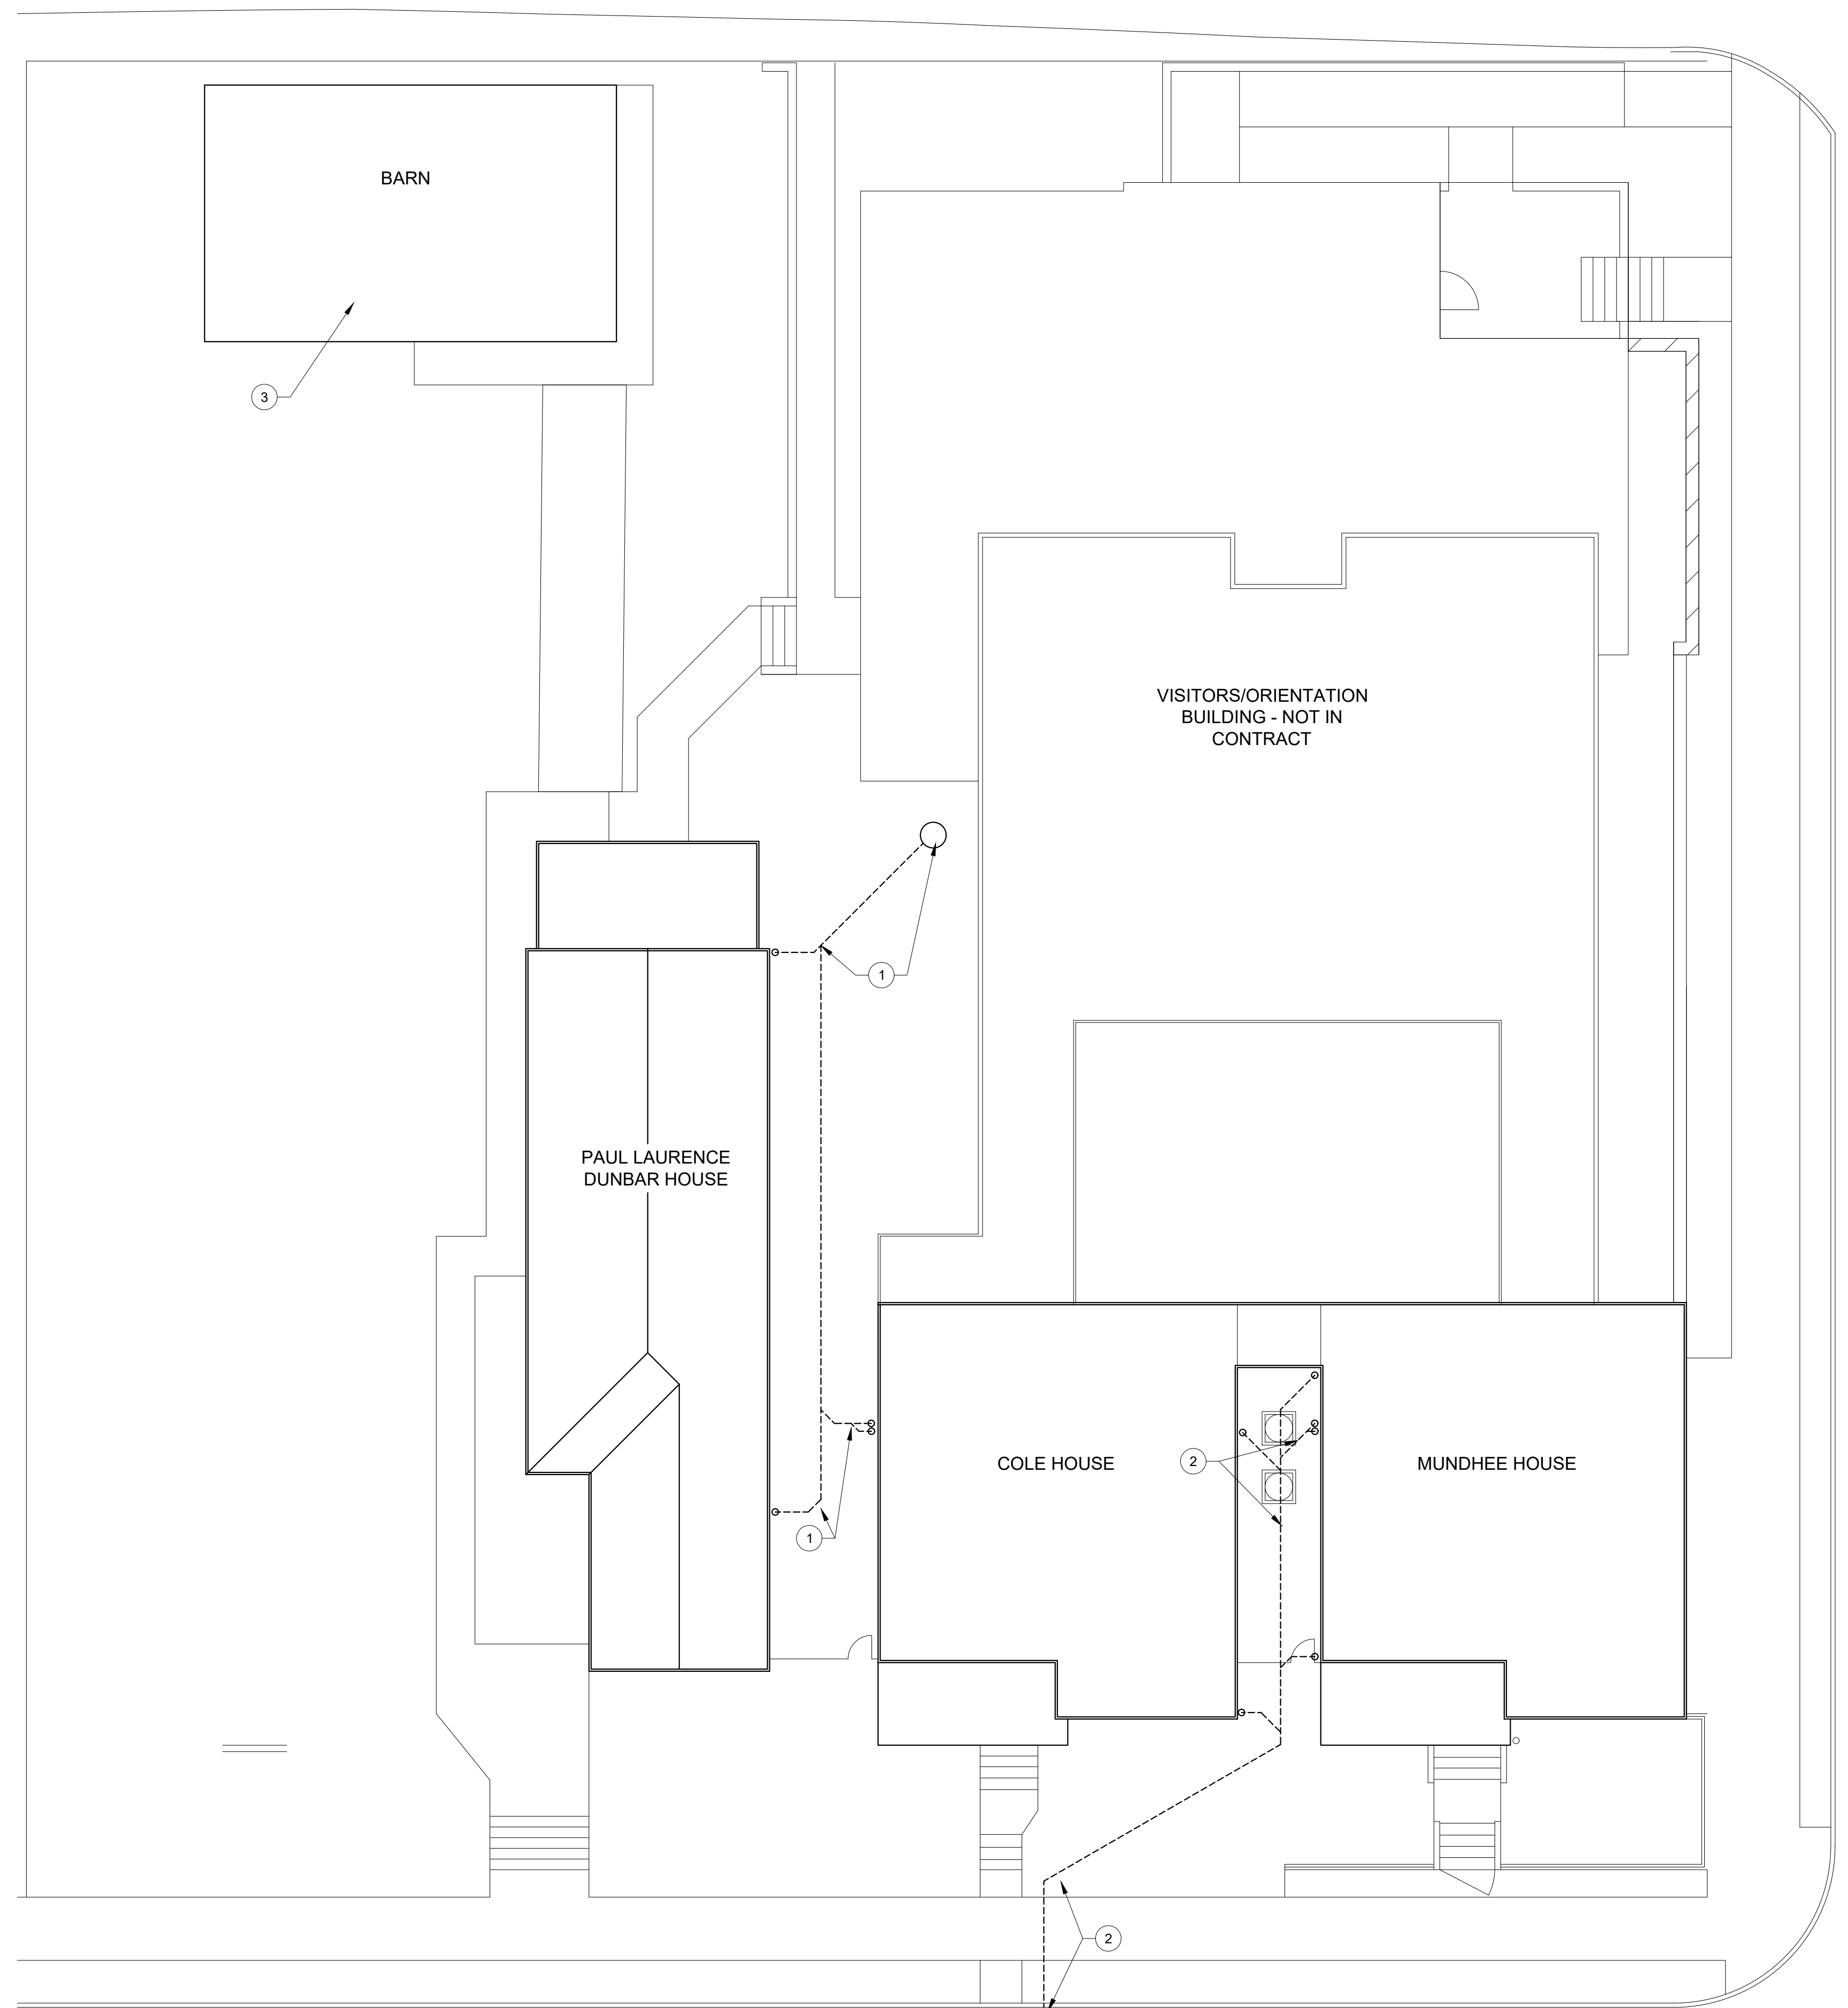 BARN
3
VISITORS/ORIENTATION
BUILDING - NOT IN
CONTRACT
1
PAUL LAURENCE
DUNBAR HOUSE
COLE HOUSE
2
MUNDHEE HOUSE
1
2